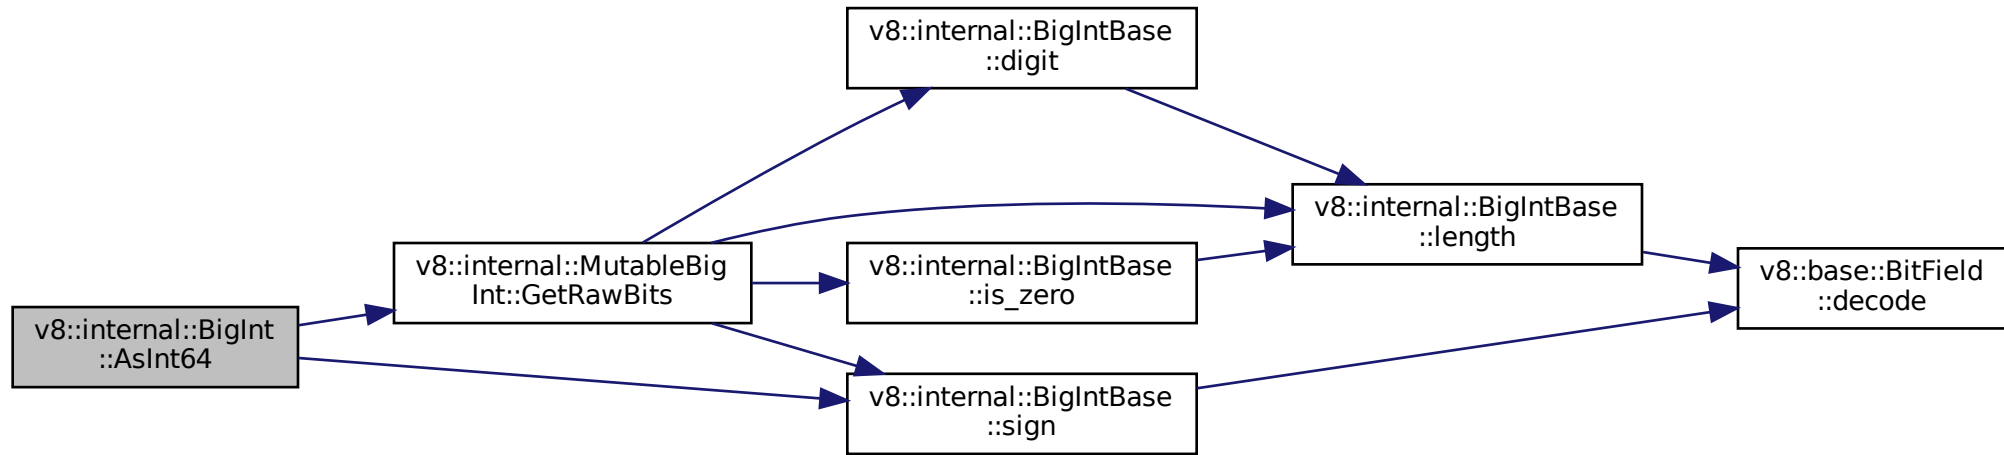 v8::internal::BigInt
::AsInt64
v8::internal::MutableBig
Int::GetRawBits
v8::internal::BigIntBase
::digit
v8::internal::BigIntBase
::is_zero
v8::internal::BigIntBase
::sign
v8::internal::BigIntBase
::length
v8::base::BitField
::decode